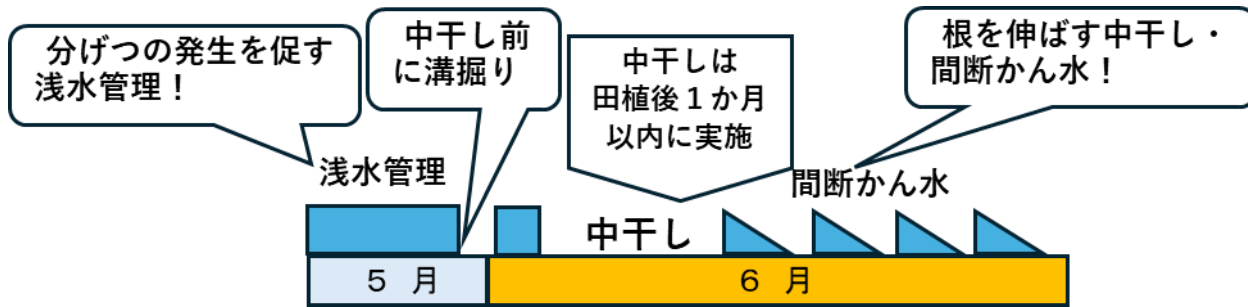 分げつの発生を促す
浅水管理！
中干し前
に溝掘り
中干しは
田植後１か月
以内に実施
根を伸ばす中干し・
間断かん水！
浅水管理
間断かん水
中干し
５ 月
６ 月